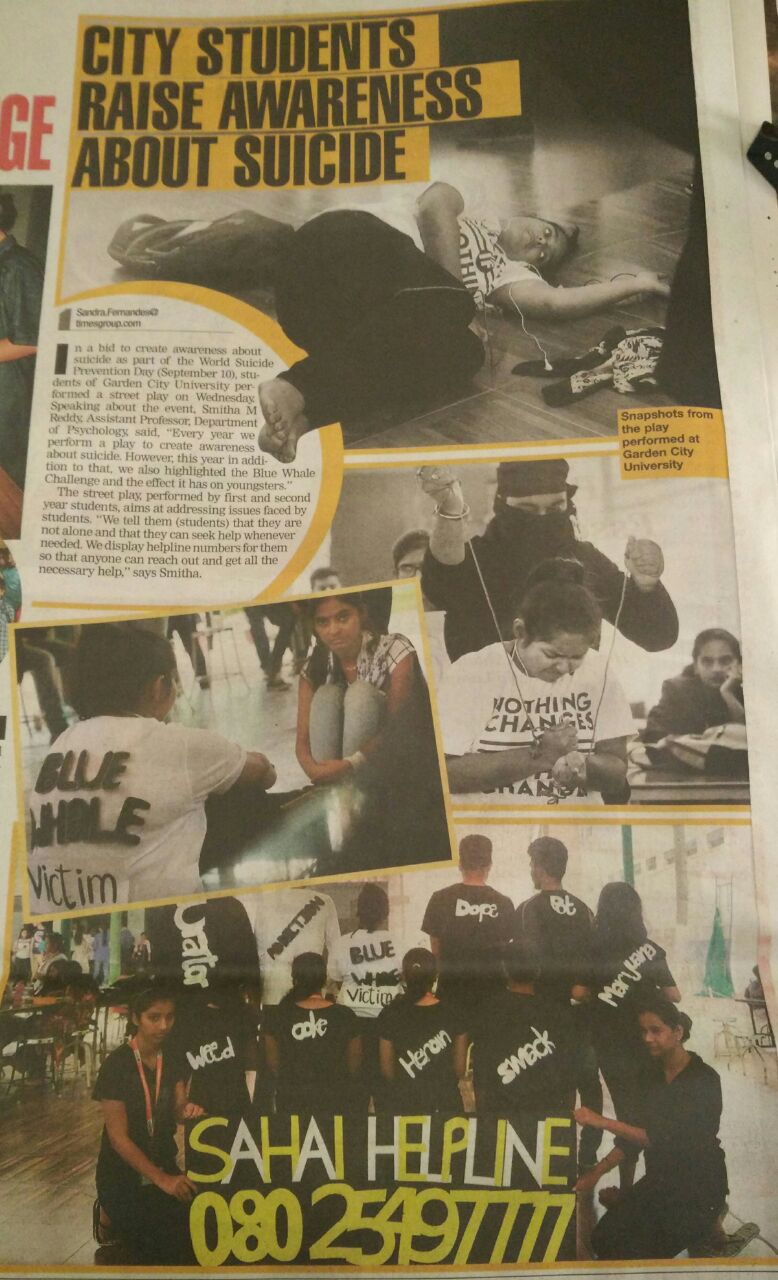 GE
CITY STUDENTS
RAISE AWARENESS
ABOUT SUICIDE
Sandra.Fernandes@
timesgroup.com
In a bid to create awareness about
suicide as part of the World Suicide
Prevention Day (September 10), stu-
dents of Garden City University per-
formed a street play on Wednesday.
Speaking about the event, Smitha M
Reddy, Assistant Professor, Department
of Psychology, said, “Every year we
perform a play to create awareness
about suicide. However, this year in addi-
tion to that, we also highlighted the Blue Whale
Challenge and the effect it has on youngsters.”
The street play, performed by first and second
year students, aims at addressing issues faced by
students. “We tell them (students) that they are
not alone and that they can seek help whenever
needed. We display helpline numbers for them
so that anyone can reach out and get all the
necessary help,” says Smitha.
Snapshots from
the play
performed at
Garden City
University
NOTHING
CHANGES
BLUE
WHALE
Victim
Dope
Pot
ADDICTION
BLUE
WHALE
Victim
Marijuana
Weed
coke
Heroin
smack
SAHAI HELPLINE
080 25497777